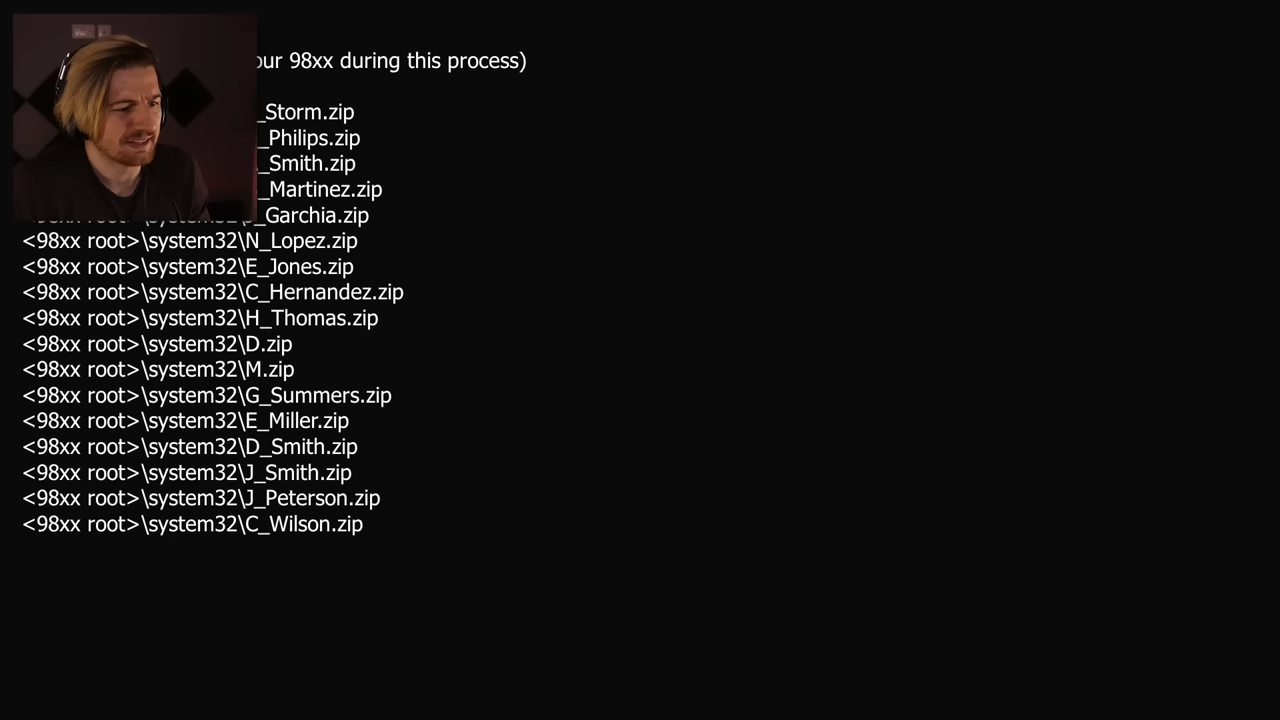 our 98xx during this process)
_Storm.zip
_Philips.zip
_Smith.zip
_Martinez.zip
_Garchia.zip
<98xx root>\system32\N_Lopez.zip
<98xx root>\system32\E_Jones.zip
<98xx root>\system32\C_Hernandez.zip
<98xx root>\system32\H_Thomas.zip
<98xx root>\system32\D.zip
<98xx root>\system32\M.zip
<98xx root>\system32\G_Summers.zip
<98xx root>\system32\E_Miller.zip
<98xx root>\system32\D_Smith.zip
<98xx root>\system32\J_Smith.zip
<98xx root>\system32\J_Peterson.zip
<98xx root>\system32\C_Wilson.zip